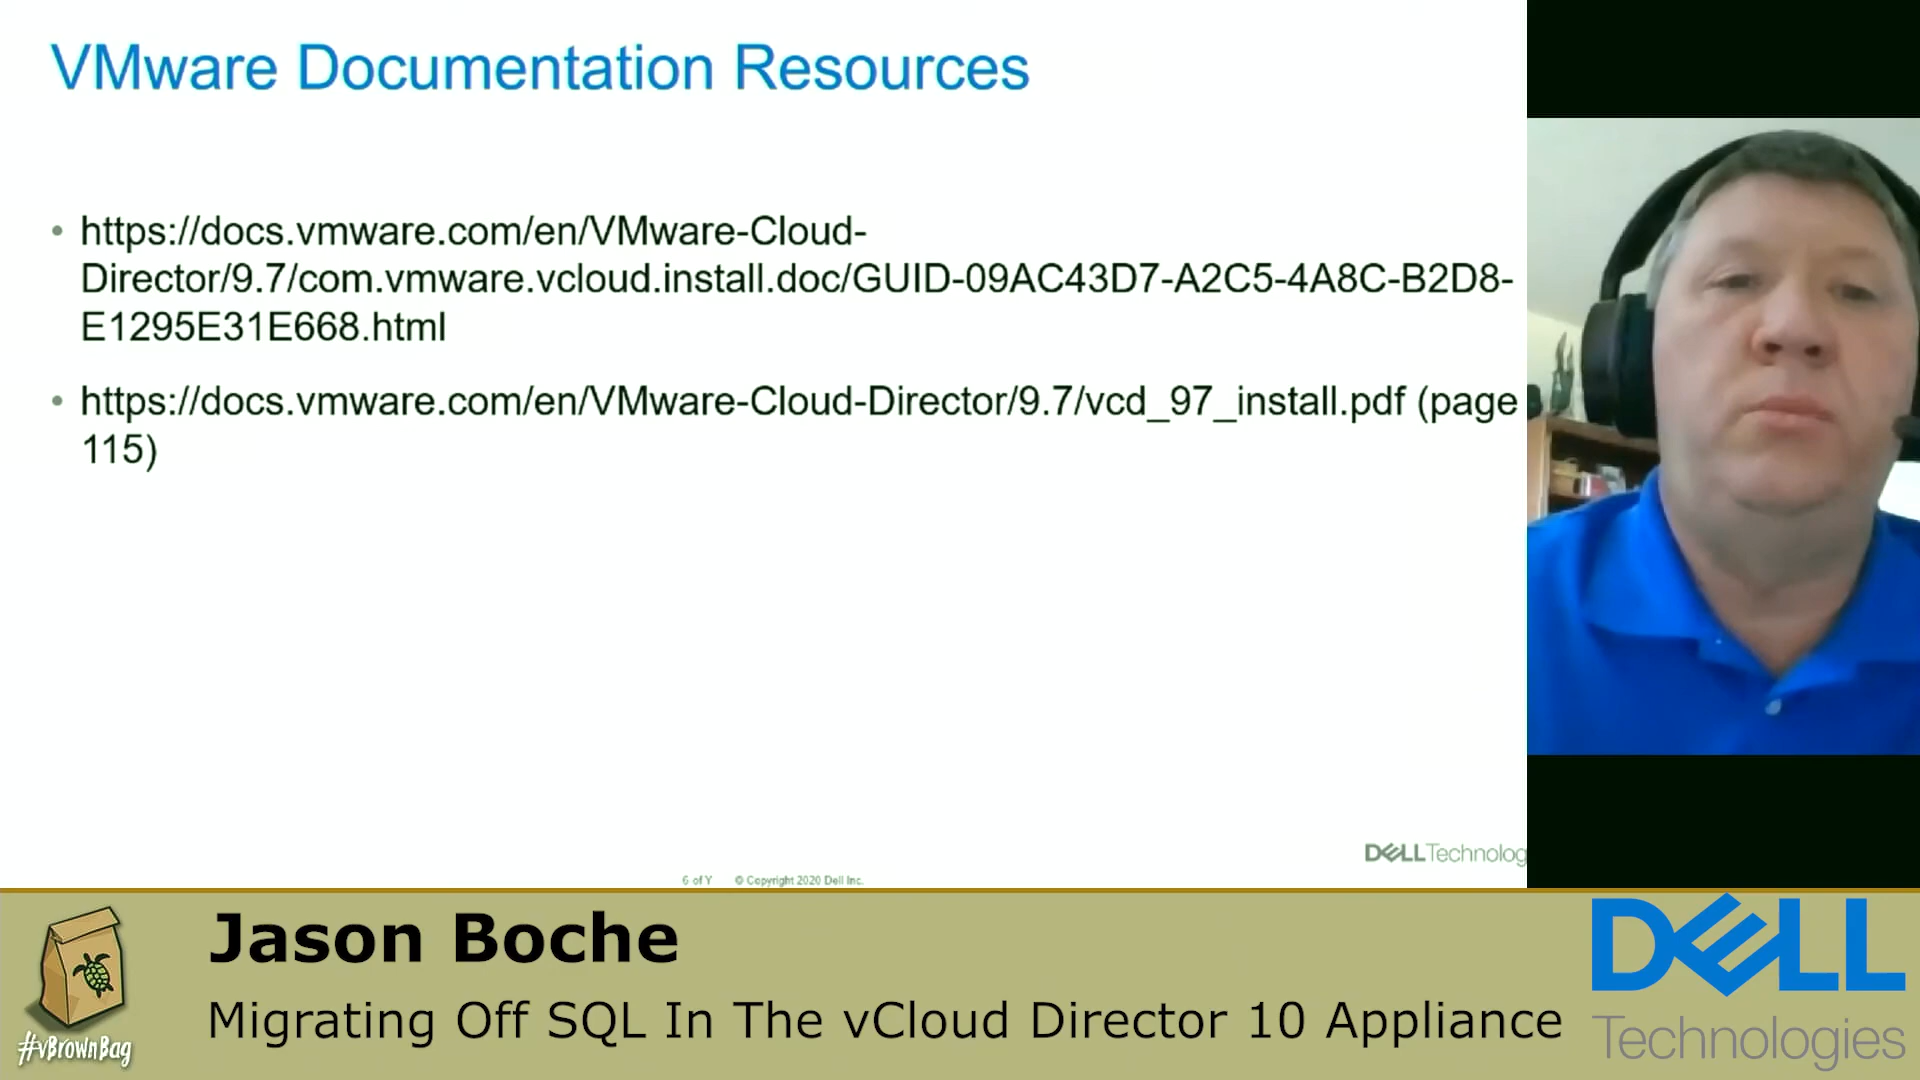 VMware Documentation Resources
• https://docs.vmware.com/en/VMware-Cloud-
Director/9.7/com.vmware.vcloud.install.doc/GUID-09AC43D7-A2C5-4A8C-B2D8-
E1295E31E668.html
• https://docs.vmware.com/en/VMware-Cloud-Director/9.7/vcd_97_install.pdf (page
115)
DELLTechnolog
6 of Y © Copyright 2020 Dell Inc.
Jason Boche
Migrating Off SQL In The vCloud Director 10 Appliance
#vBrownBag
DELL
Technologies